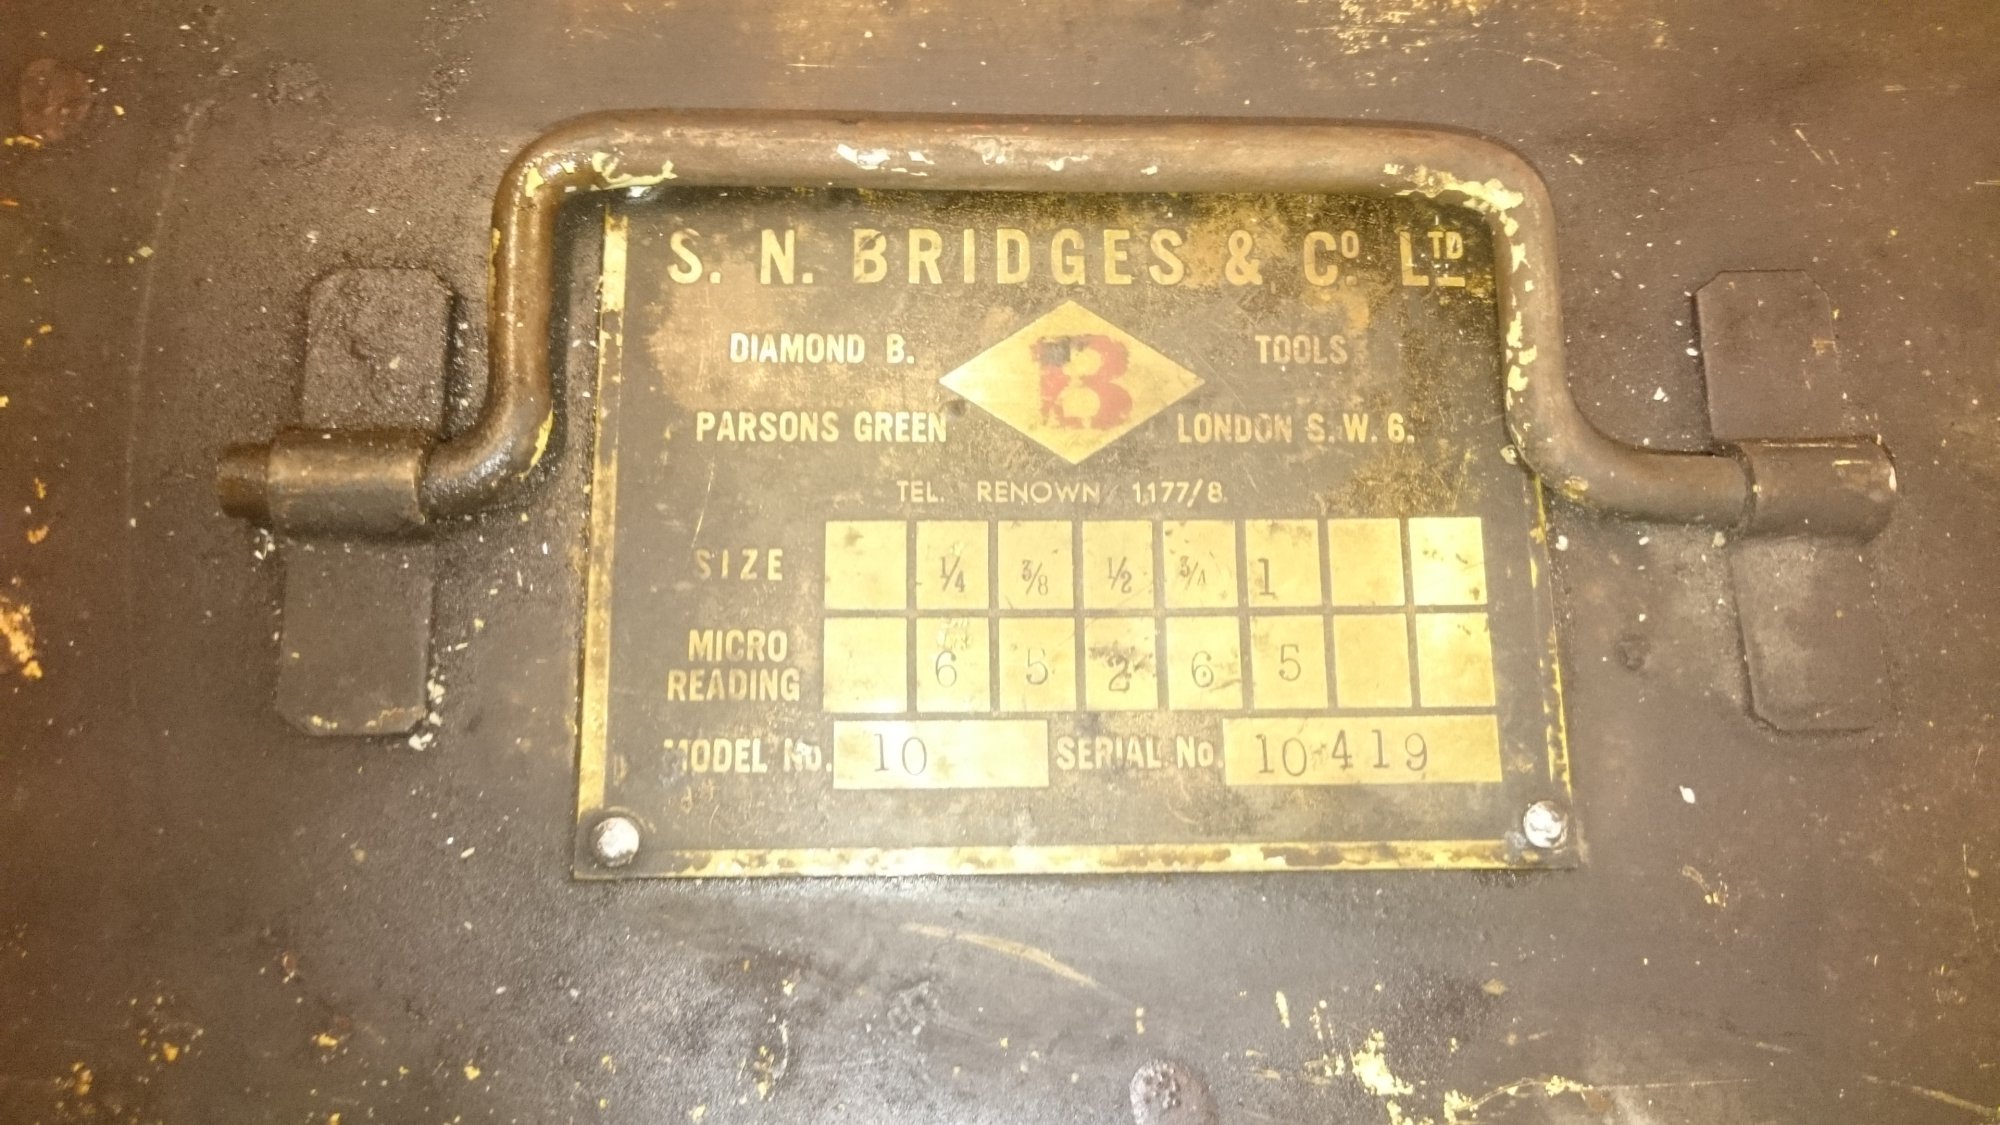 S. N. BRIDGES & Cº. LTD
DIAMOND B. B TOOLS
PARSONS GREEN LONDON S. W. 6.
TEL. RENOWN 1177/8
SIZE 1/4 3/8 1/2 3/4 1
MICRO READING 6 5 2 6 5
MODEL No. 10 SERIAL No. 10419